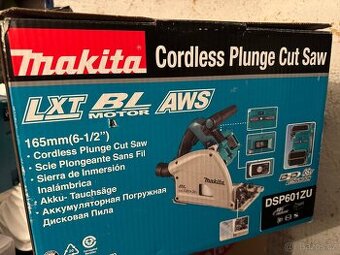 makita
Cordless Plunge Cut Saw
LXT BL MOTOR AWS
165mm(6-1/2")
• Cordless Plunge Cut Saw
• Scie Plongeante Sans Fil
• Sierra de Inmersión
Inalámbrica
• Akku- Tauchsäge
• Аккумуляторная Погружная
Дисковая Пила
DSP601ZU